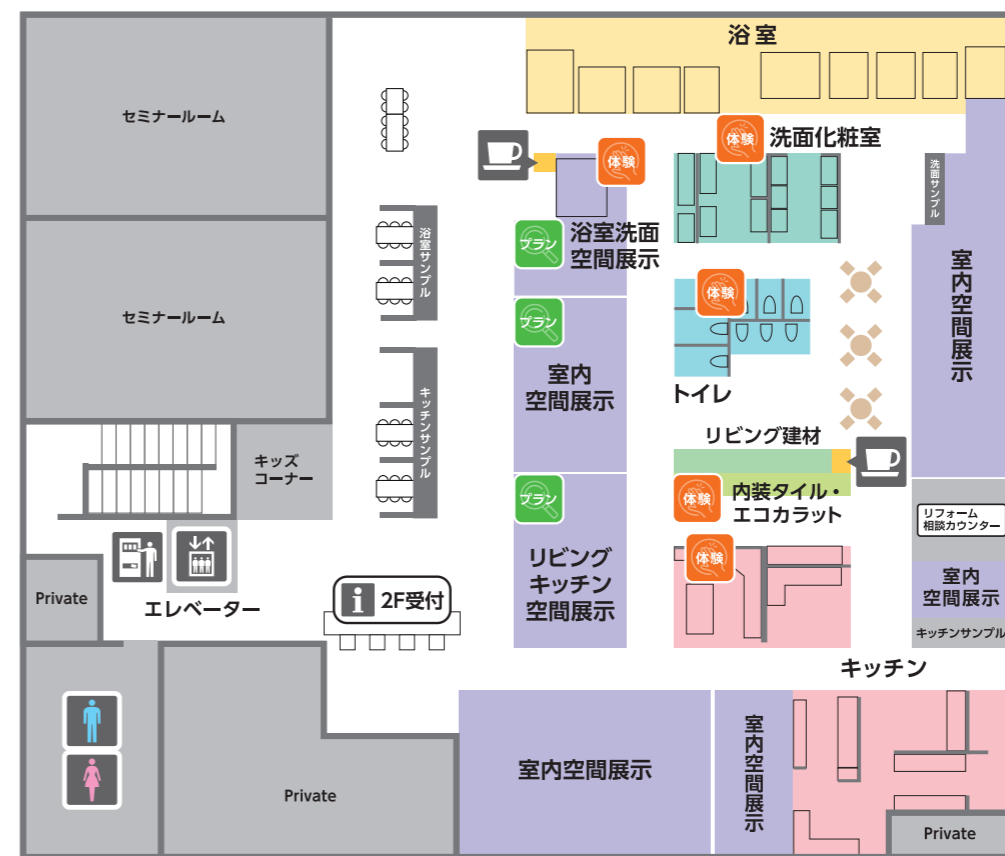 浴室
セミナールーム
体験
洗面化粧室
体験
洗面サンプル
浴室サンプル
プラン
浴室洗面
空間展示
室内空間展示
セミナールーム
体験
プラン
室内
空間展示
トイレ
キッチンサンプル
リビング建材
キッズ
コーナー
プラン
体験
内装タイル・
エコカラット
リフォーム
相談カウンター
体験
リビング
キッチン
空間展示
室内
空間展示
Private
エレベーター
2F受付
キッチンサンプル
キッチン
室内空間展示
室内空間展示
Private
Private